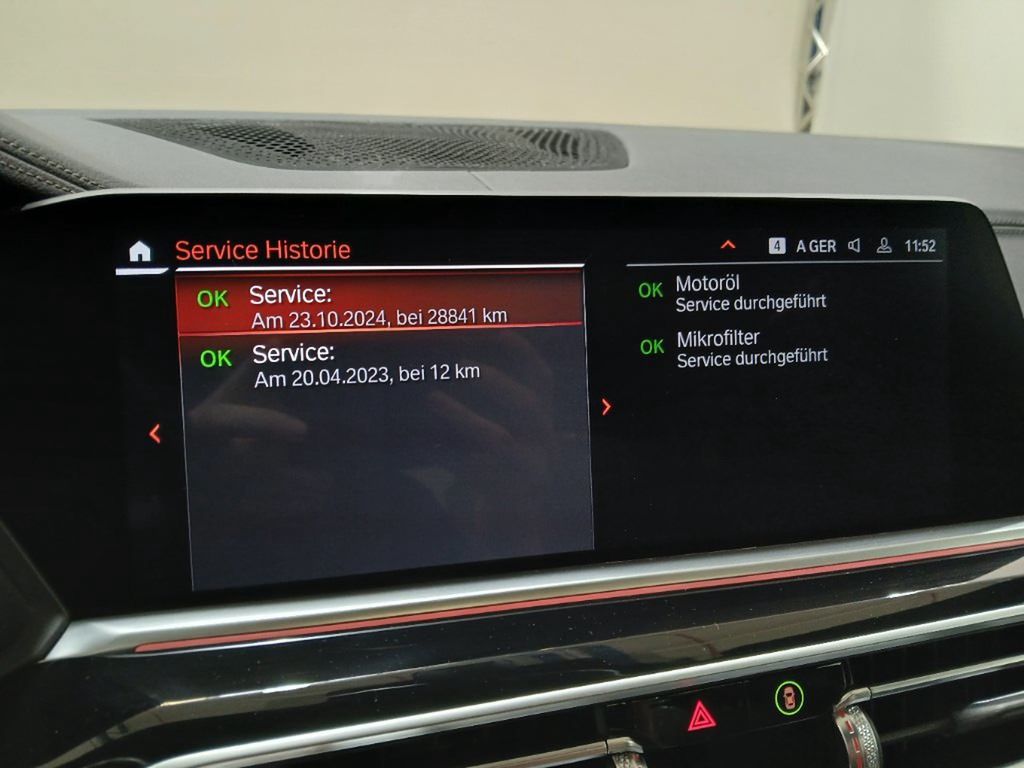 Service Historie
4 A GER 11:52
OK Service:
Am 23.10.2024, bei 28841 km
OK Service:
Am 20.04.2023, bei 12 km
OK Motoröl
Service durchgeführt
OK Mikrofilter
Service durchgeführt